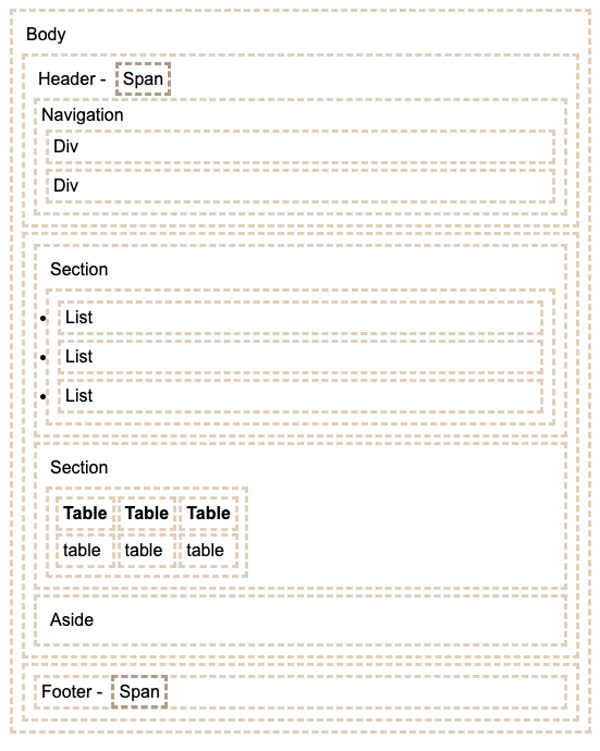 Body
Header - Span
Navigation
Div
Div
Section
List
List
List
Section
Table Table Table
table table table
Aside
Footer - Span